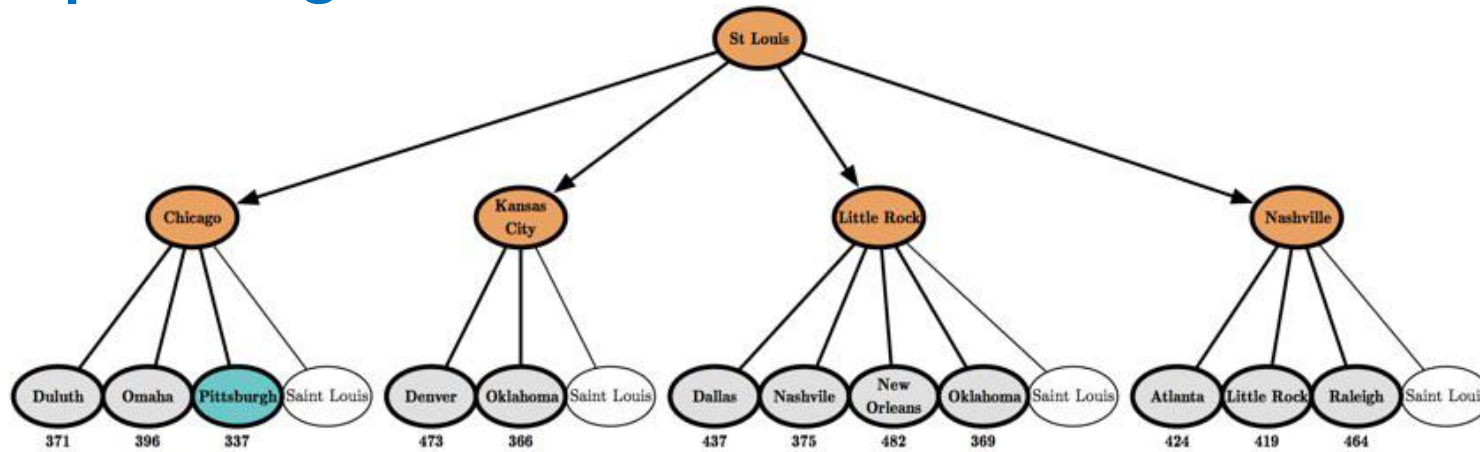 St Louis
Chicago
Kansas
City
Little Rock
Nashville
Duluth
Omaha
Pittsburgh
Saint Louis
Denver
Oklahoma
Saint Louis
Dallas
Nashvile
New
Orleans
Oklahoma
Saint Louis
Atlanta
Little Rock
Raleigh
Saint Louis
371
396
337
473
366
437
375
482
369
424
419
464